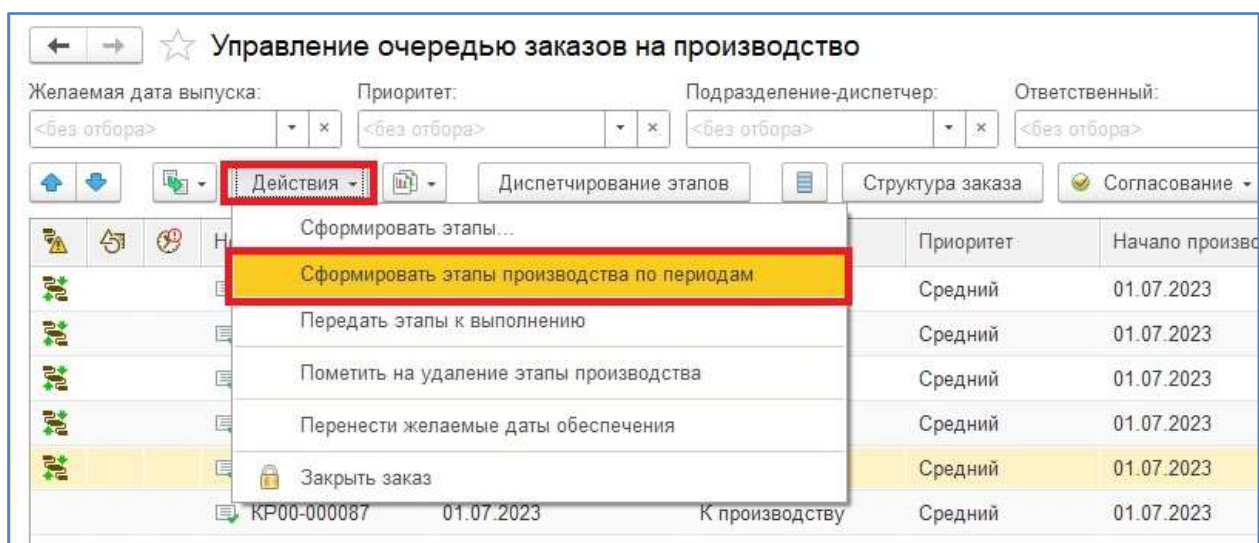 Управление очередью заказов на производство
Желаемая дата выпуска: Приоритет: Подразделение-диспетчер: Ответственный:
<без отбора> <без отбора> <без отбора> <без отбора>
Действия Диспетчирование этапов Структура заказа Согласование
Сформировать этапы...
Приоритет Начало произво
Сформировать этапы производства по периодам
Средний 01.07.2023
Передать этапы к выполнению
Средний 01.07.2023
Пометить на удаление этапы производства
Средний 01.07.2023
Перенести желаемые даты обеспечения
Средний 01.07.2023
Закрыть заказ
Средний 01.07.2023
КР00-000087 01.07.2023 К производству Средний 01.07.2023